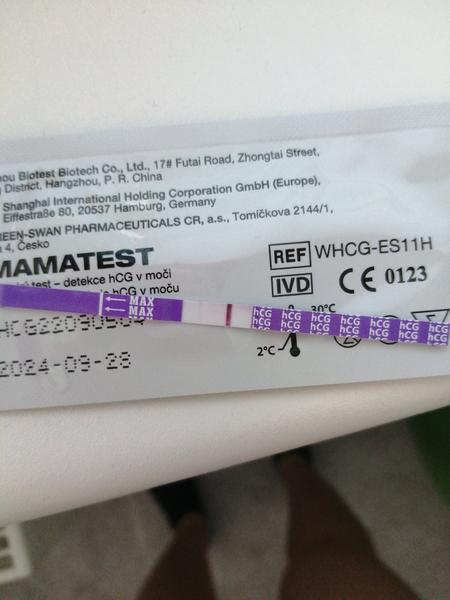 Biotest Biotech Co., Ltd., 17# Futai Road, Zhongtai Street,
District, Hangzhou, P. R. China
Shanghai International Holding Corporation GmbH (Europe),
Eiffestraße 80, 20537 Hamburg, Germany
GREEN-SWAN PHARMACEUTICALS CR, a.s., Tomíčkova 2144/1,
4, Česko
MAMATEST
test – detekce hCG v moči
hCG v moču
REF WHCG-ES11H
IVD CE 0123
30°C
2°C
MAX
MAX
hCG hCG hCG hCG hCG hCG hCG
hCG hCG hCG hCG hCG hCG hCG
2024-09-28